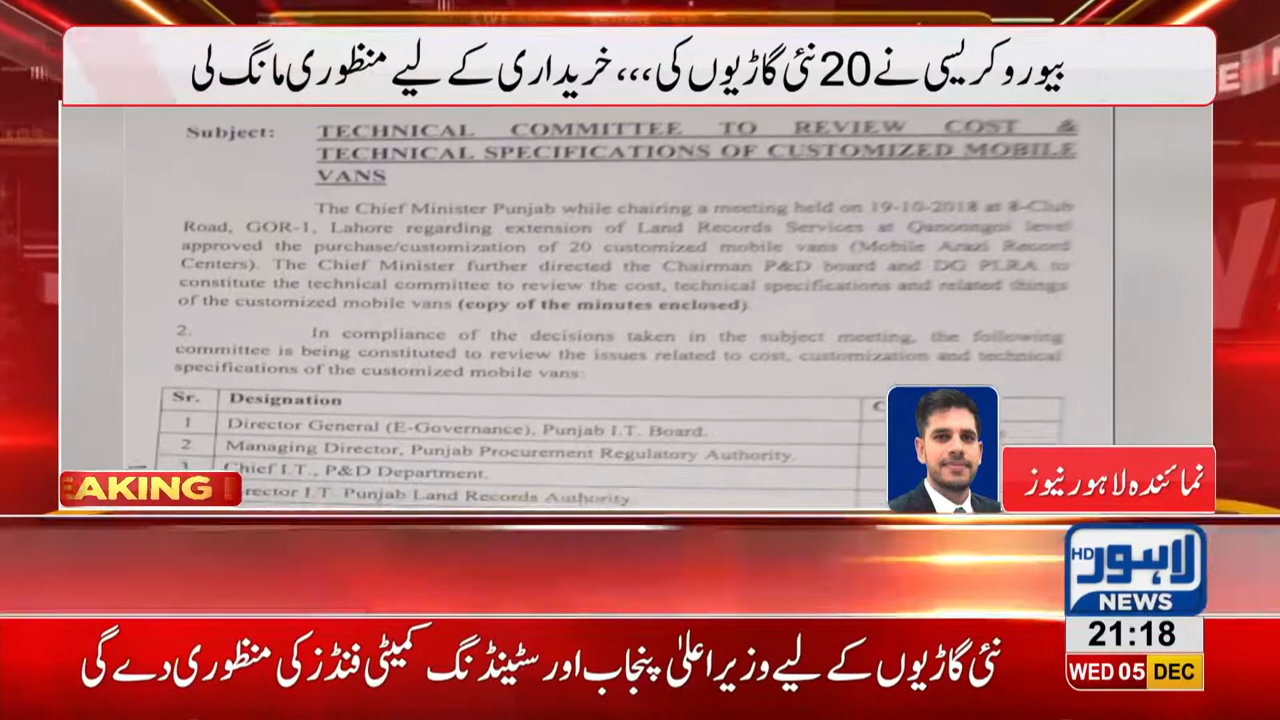 بیوروکریسی نے 20 نئی گاڑیوں کی،،، خریداری کے لیے منظوری مانگ لی
Subject: TECHNICAL COMMITTEE TO REVIEW COST &
TECHNICAL SPECIFICATIONS OF CUSTOMIZED MOBILE
VANS
The Chief Minister Punjab while chairing a meeting held on 19-10-2018 at 8-Club
Road, GOR-1, Lahore regarding extension of Land Records Services at Qanoongoi level
approved the purchase/customization of 20 customized mobile vans (Mobile Arazi Record
Centers). The Chief Minister further directed the Chairman P&D board and DG PLRA to
constitute the technical committee to review the cost, technical specifications and related things
of the customized mobile vans (copy of the minutes enclosed).
2. In compliance of the decisions taken in the subject meeting, the following
committee is being constituted to review the issues related to cost, customization and technical
specifications of the customized mobile vans:
Sr. Designation C
1 Director General (E-Governance), Punjab I.T. Board.
2 Managing Director, Punjab Procurement Regulatory Authority.
3 Chief I.T., P&D Department.
irector I.T. Punjab Land Records Authority
EAKING
نمائندہ لاہور نیوز
HD لاہور
NEWS
21:18
WED 05 DEC
نئی گاڑیوں کے لیے وزیراعلیٰ پنجاب اور سٹینڈنگ کمیٹی فنڈز کی منظوری دے گی